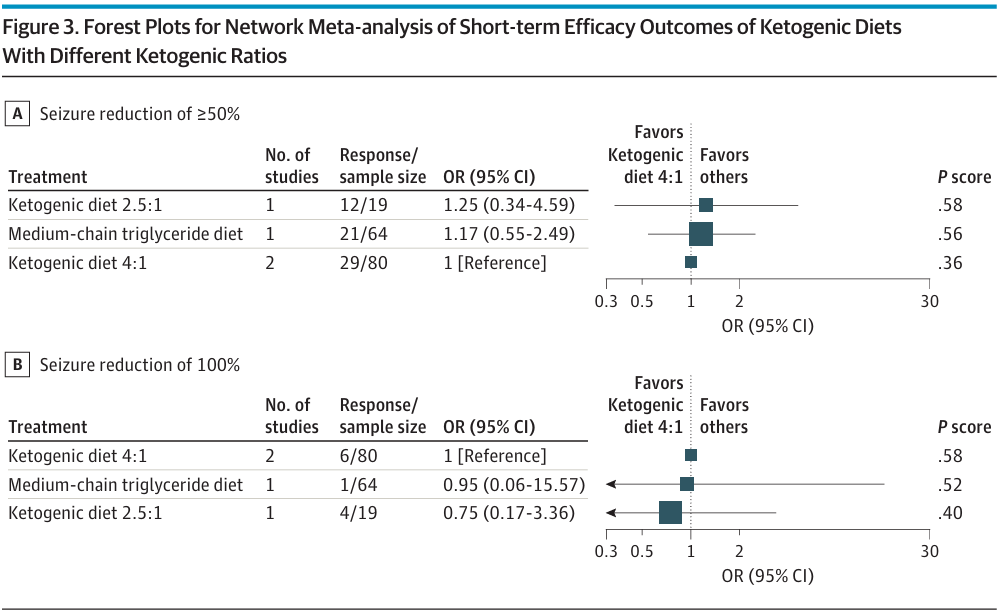 Figure 3. Forest Plots for Network Meta-analysis of Short-term Efficacy Outcomes of Ketogenic Diets
With Different Ketogenic Ratios
A Seizure reduction of ≥50%
Treatment No. of studies Response/sample size OR (95% CI) Favors Ketogenic diet 4:1 Favors others P score
Ketogenic diet 2.5:1 1 12/19 1.25 (0.34-4.59) .58
Medium-chain triglyceride diet 1 21/64 1.17 (0.55-2.49) .56
Ketogenic diet 4:1 2 29/80 1 [Reference] .36
0.3 0.5 1 2 30
OR (95% CI)
B Seizure reduction of 100%
Treatment No. of studies Response/sample size OR (95% CI) Favors Ketogenic diet 4:1 Favors others P score
Ketogenic diet 4:1 2 6/80 1 [Reference] .58
Medium-chain triglyceride diet 1 1/64 0.95 (0.06-15.57) .52
Ketogenic diet 2.5:1 1 4/19 0.75 (0.17-3.36) .40
0.3 0.5 1 2 30
OR (95% CI)